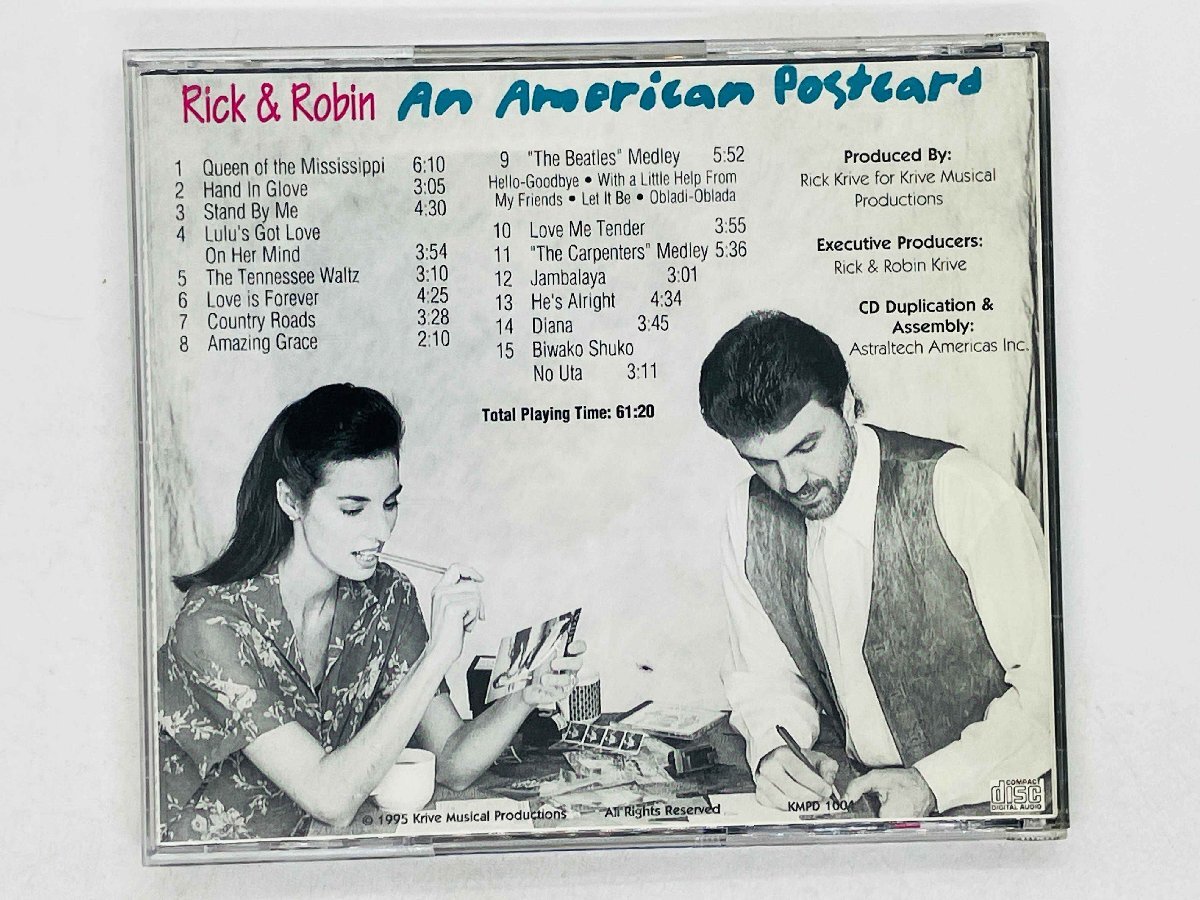 Rick & Robin An American Postcard
1 Queen of the Mississippi 6:10
2 Hand In Glove 3:05
3 Stand By Me 4:30
4 Lulu's Got Love
On Her Mind 3:54
5 The Tennessee Waltz 3:10
6 Love is Forever 4:25
7 Country Roads 3:28
8 Amazing Grace 2:10
9 "The Beatles" Medley 5:52
Hello-Goodbye • With a Little Help From
My Friends • Let It Be • Obladi-Oblada
10 Love Me Tender 3:55
11 "The Carpenters" Medley 5:36
12 Jambalaya 3:01
13 He's Alright 4:34
14 Diana 3:45
15 Biwako Shuko
No Uta 3:11
Total Playing Time: 61:20
Produced By:
Rick Krive for Krive Musical
Productions
Executive Producers:
Rick & Robin Krive
CD Duplication &
Assembly:
Astraltech Americas Inc.
© 1995 Krive Musical Productions All Rights Reserved KMPD 1004
COMPACT
disc
DIGITAL AUDIO